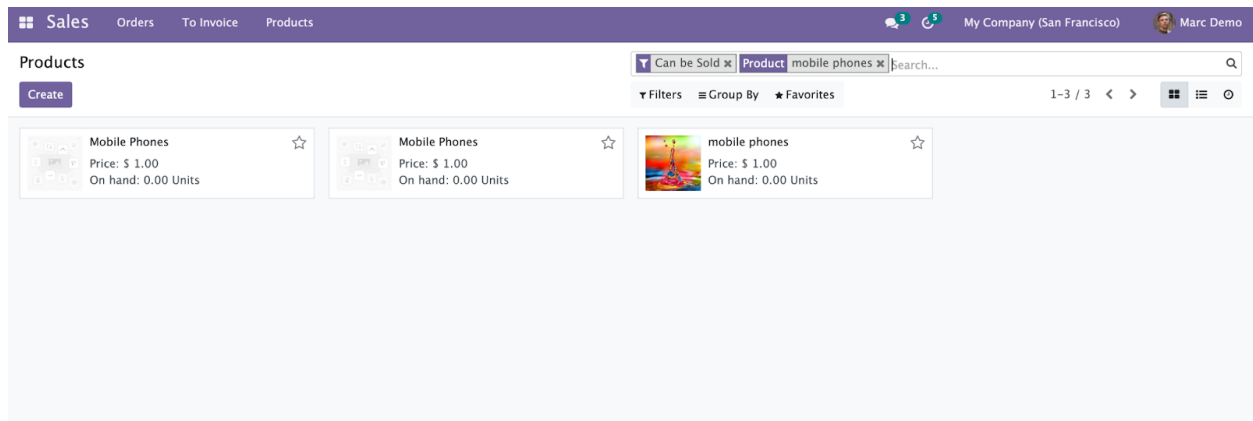 Sales Orders To Invoice Products 3 5 My Company (San Francisco) Marc Demo
Products
Can be Sold ✖ Product mobile phones ✖ Search...
Create
Filters Group By Favorites 1-3 / 3
Mobile Phones
Price: $ 1.00
On hand: 0.00 Units
Mobile Phones
Price: $ 1.00
On hand: 0.00 Units
mobile phones
Price: $ 1.00
On hand: 0.00 Units